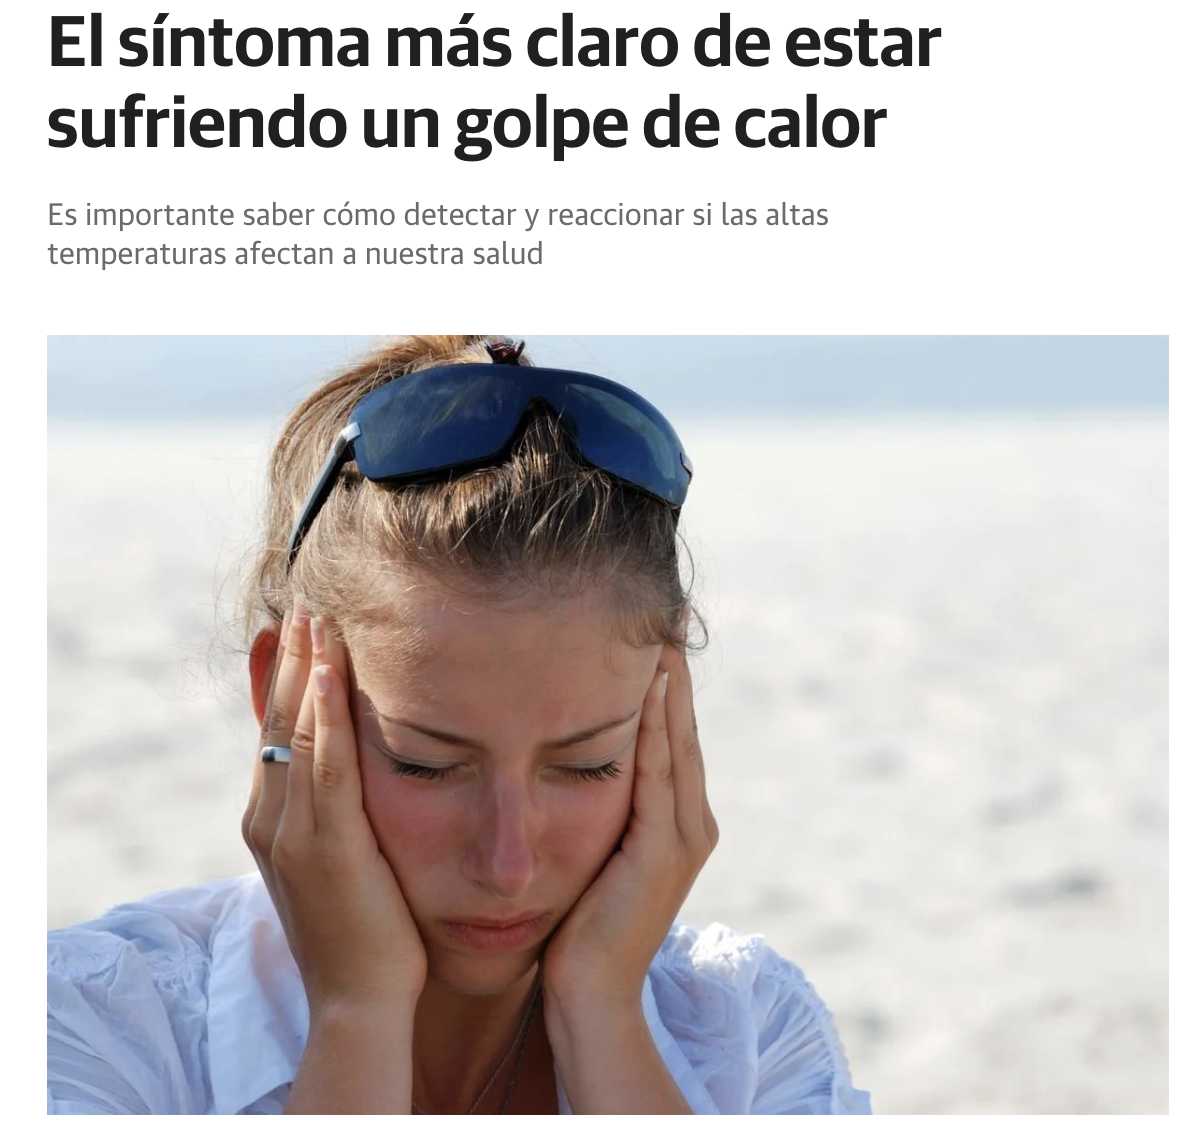 El síntoma más claro de estar
sufriendo un golpe de calor
Es importante saber cómo detectar y reaccionar si las altas
temperaturas afectan a nuestra salud